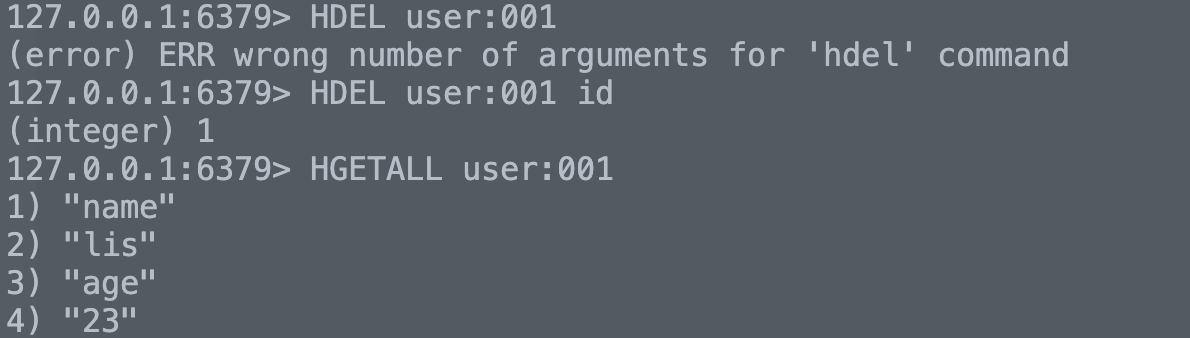 127.0.0.1:6379> HDEL user:001
(error) ERR wrong number of arguments for 'hdel' command
127.0.0.1:6379> HDEL user:001 id
(integer) 1
127.0.0.1:6379> HGETALL user:001
1) "name"
2) "lis"
3) "age"
4) "23"